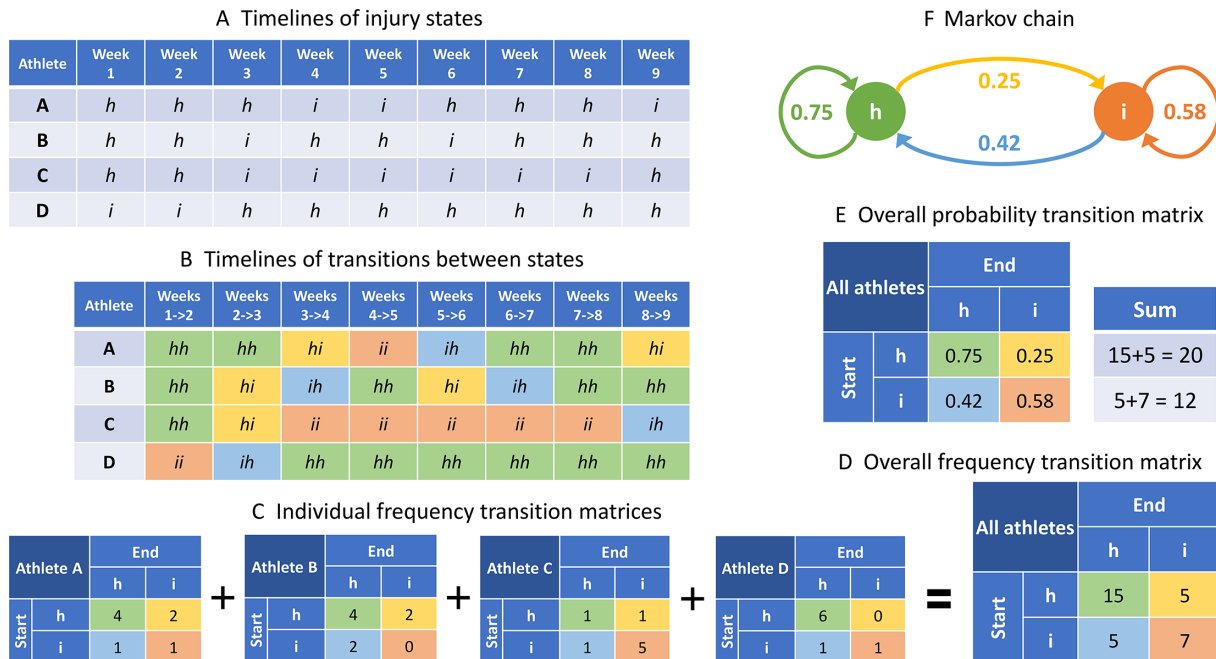 A Timelines of injury states
Athlete Week 1 Week 2 Week 3 Week 4 Week 5 Week 6 Week 7 Week 8 Week 9
A h h h i i h h h i
B h h i h h i h h h
C h h i i i i i i h
D i i h h h h h h h
B Timelines of transitions between states
Athlete Weeks 1->2 Weeks 2->3 Weeks 3->4 Weeks 4->5 Weeks 5->6 Weeks 6->7 Weeks 7->8 Weeks 8->9
A hh hh hi ii ih hh hh hi
B hh hi ih hh hi ih hh hh
C hh hi ii ii ii ii ii ih
D ii ih hh hh hh hh hh hh
C Individual frequency transition matrices
Athlete A End
h i
Start h 4 2
i 1 1
+
Athlete B End
h i
Start h 4 2
i 2 0
+
Athlete C End
h i
Start h 1 1
i 1 5
+
Athlete D End
h i
Start h 6 0
i 1 1
=
D Overall frequency transition matrix
All athletes End
h i
Start h 15 5
i 5 7
E Overall probability transition matrix
All athletes End
h i
Start h 0.75 0.25
i 0.42 0.58
Sum
15+5 = 20
5+7 = 12
F Markov chain
0.75 h 0.25 i 0.58
0.42